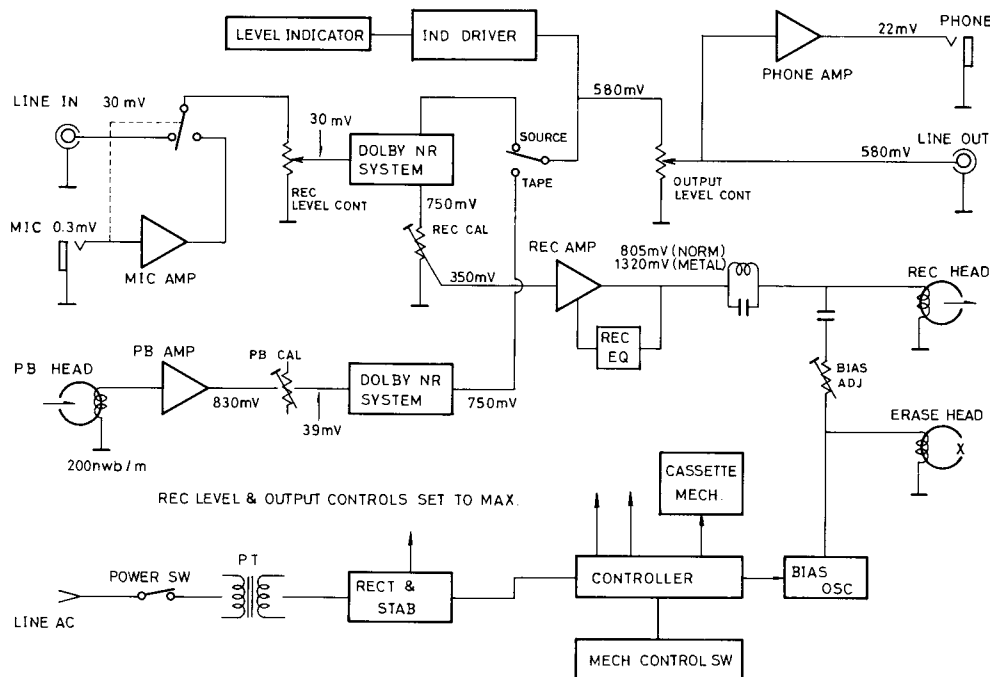 LEVEL INDICATOR
IND DRIVER
PHONE AMP
22mV
PHONE
LINE IN
30 mV
580mV
LINE OUT
580mV
30 mV
DOLBY NR
SYSTEM
SOURCE
TAPE
REC
LEVEL CONT
OUTPUT
LEVEL CONT
750mV
MIC 0.3mV
MIC AMP
REC CAL
350mV
REC AMP
805mV (NORM)
1320mV (METAL)
REC HEAD
REC
EQ
PB HEAD
PB AMP
830mV
PB CAL
39mV
DOLBY NR
SYSTEM
750mV
BIAS
ADJ
ERASE HEAD
X
200nwb/m
REC LEVEL & OUTPUT CONTROLS SET TO MAX.
CASSETTE
MECH.
LINE AC
POWER SW
PT
RECT &
STAB
CONTROLLER
BIAS
OSC
MECH CONTROL SW